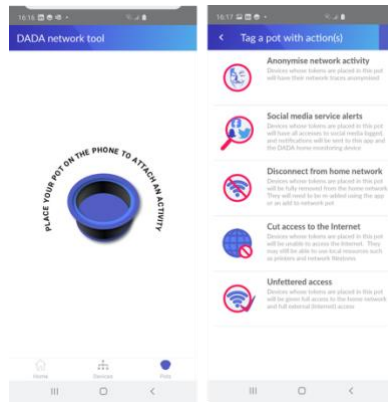 16:16
DADA network tool
PLACE YOUR POT ON THE PHONE TO ATTACH AN ACTIVITY
Home
Devices
Pots
16:17
Tag a pot with action(s)
Anonymise network activity
Devices whose tokens are placed in this pot
will have their network traces anonymised
Social media service alerts
Devices whose tokens are placed in this pot
will have all accesses to social media logged
and notifications will be sent to this app and
the DADA home monitoring device
Disconnect from home network
Devices whose tokens are placed in this pot
will be fully removed from the home network
They will need to be re-added using the app
or an add to network pot
Cut access to the Internet
Devices whose tokens are placed in this pot
will be unable to access the Internet. They
may still be able to use local resources such
as printers and network files
Unfettered access
Devices whose tokens are placed in this pot
will be given full access to the home network
and full external (Internet) access